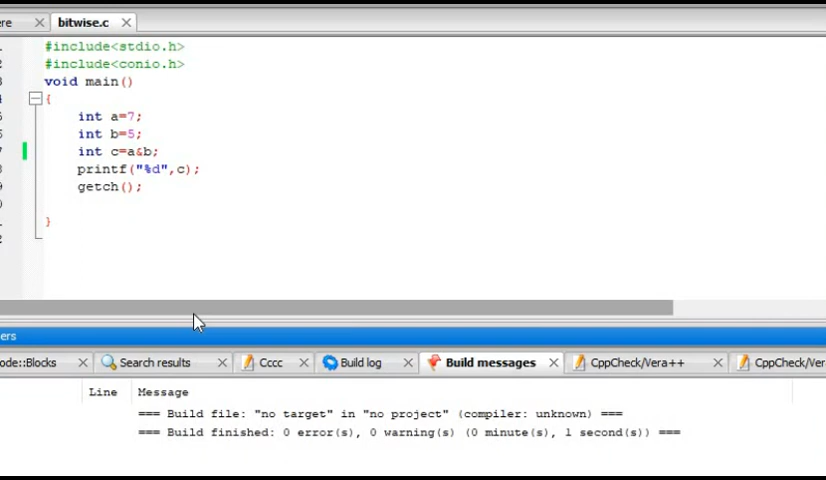 ere
bitwise.c
#include<stdio.h>
#include<conio.h>
void main()
{
int a=7;
int b=5;
int c=a&b;
printf("%d",c);
getch();
}
ers
ode::Blocks
Search results
Cccc
Build log
Build messages
CppCheck/Vera++
CppCheck/Ver
Line Message
=== Build file: "no target" in "no project" (compiler: unknown) ===
=== Build finished: 0 error(s), 0 warning(s) (0 minute(s), 1 second(s)) ===